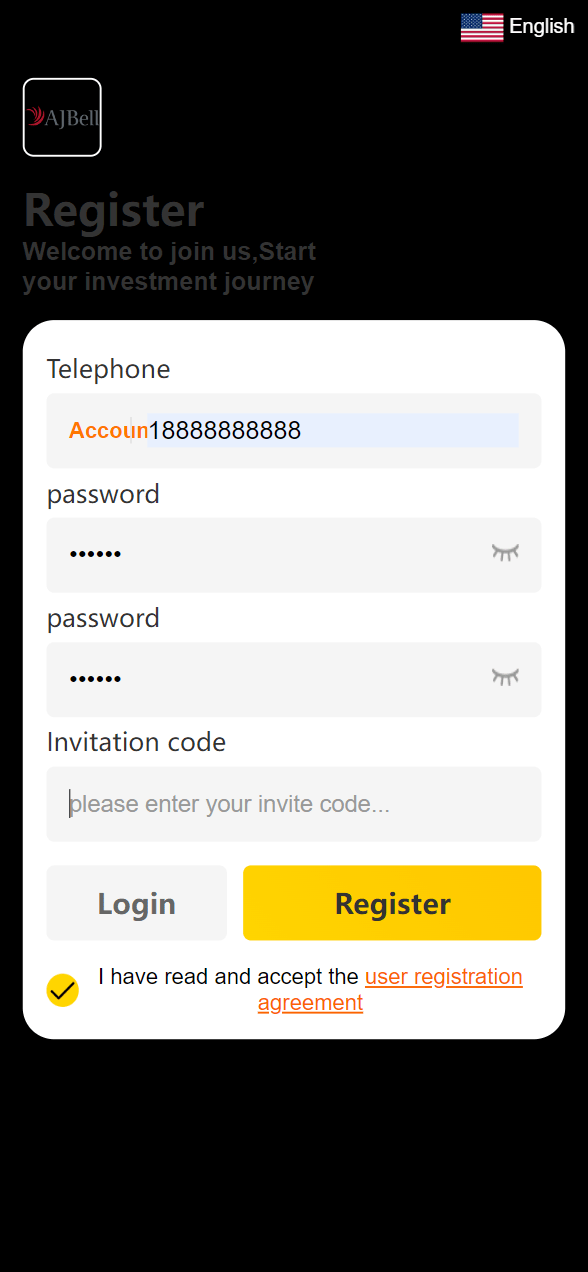 English
AJBell
Register
Welcome to join us,Start
your investment journey
Telephone
Accoun 18888888888
password
••••••
password
••••••
Invitation code
please enter your invite code...
Login Register
I have read and accept the user registration
agreement